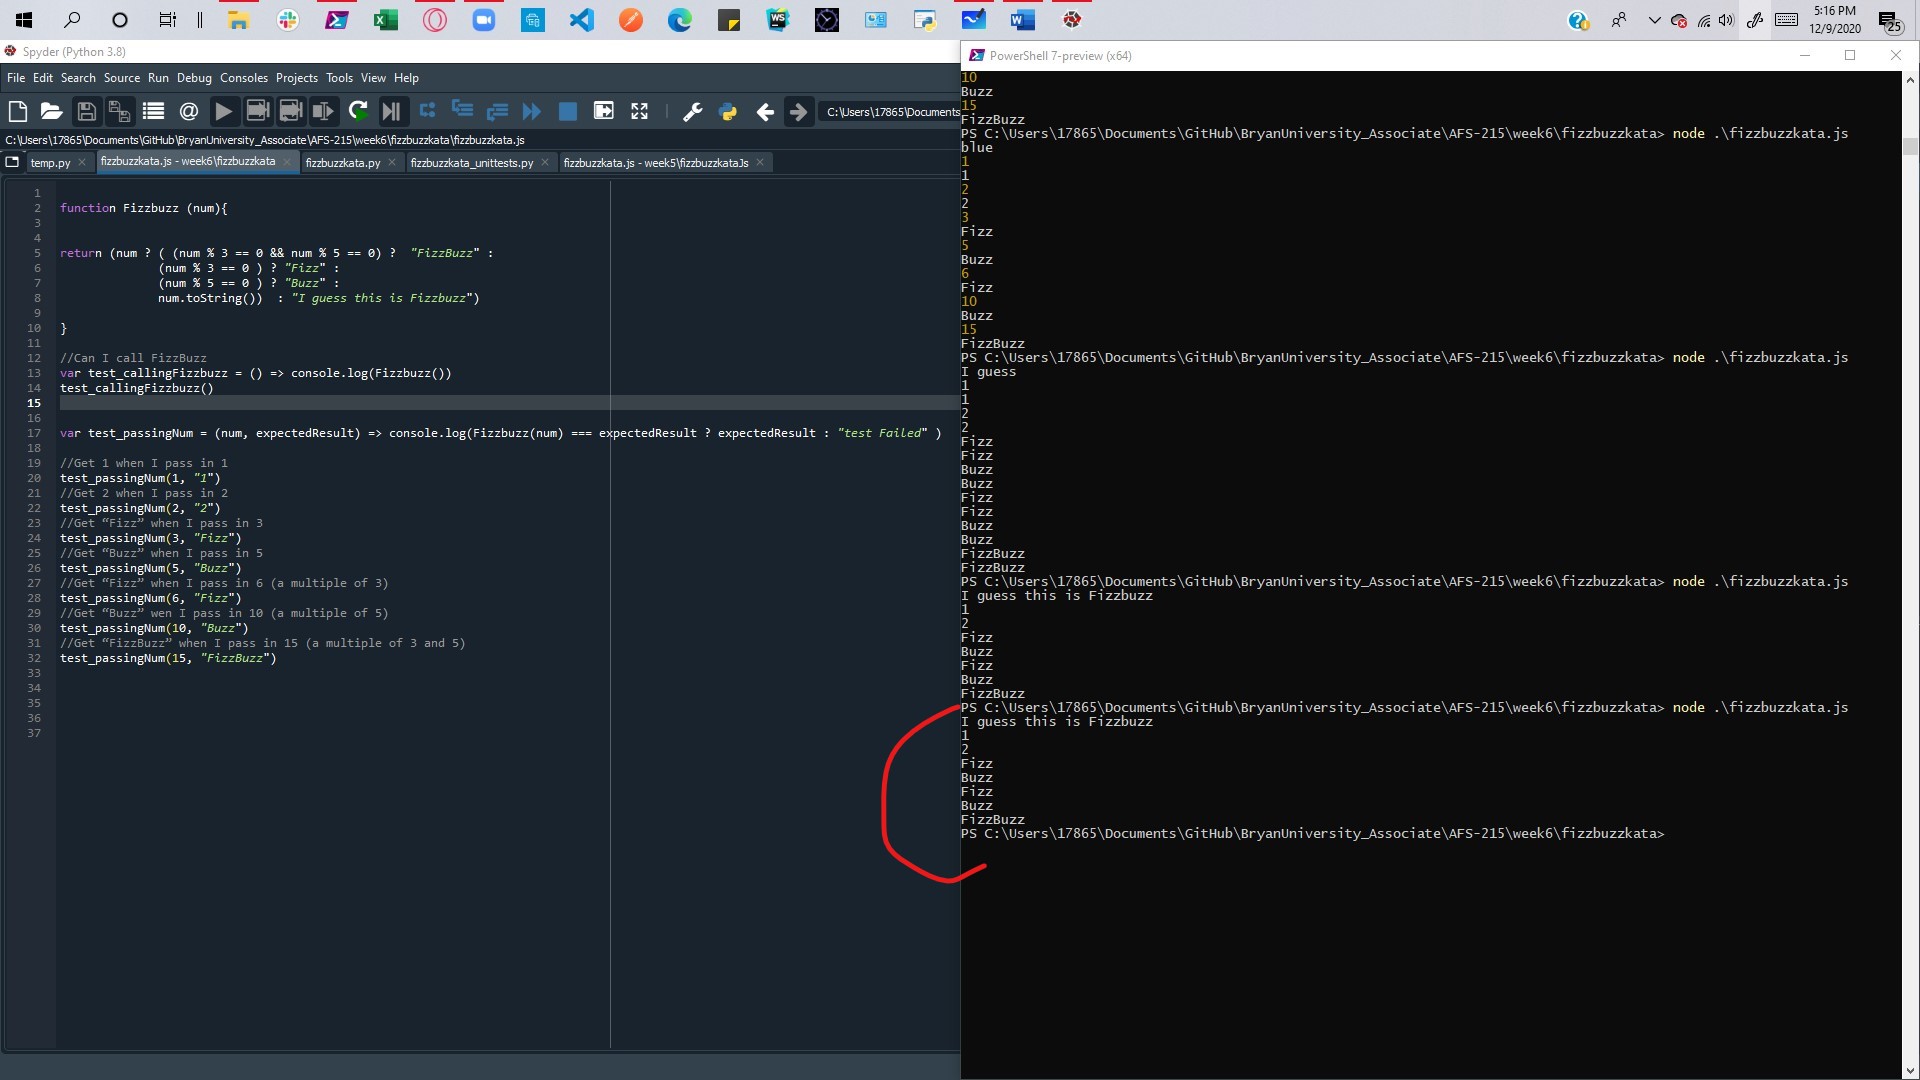 5:16 PM
12/9/2020
25
Spyder (Python 3.8)
File Edit Search Source Run Debug Consoles Projects Tools View Help
C:\Users\17865\Documents
C:\Users\17865\Documents\GitHub\BryanUniversity_Associate\AFS-215\week6\fizzbuzzkata\fizzbuzzkata.js
temp.py fizzbuzzkata.js - week6\fizzbuzzkata fizzbuzzkata.py fizzbuzzkata_unittests.py fizzbuzzkata.js - week5\fizzbuzzkataJs
1
2 function Fizzbuzz (num){
3
4
5 return (num ? ( (num % 3 == 0 && num % 5 == 0) ?  "FizzBuzz" :
6 (num % 3 == 0 ) ? "Fizz" :
7 (num % 5 == 0 ) ? "Buzz" :
8 num.toString())  : "I guess this is Fizzbuzz")
9
10 }
11
12 //Can I call FizzBuzz
13 var test_callingFizzbuzz = () => console.log(Fizzbuzz())
14 test_callingFizzbuzz()
15
16
17 var test_passingNum = (num, expectedResult) => console.log(Fizzbuzz(num) === expectedResult ? expectedResult : "test Failed" )
18
19 //Get 1 when I pass in 1
20 test_passingNum(1, "1")
21 //Get 2 when I pass in 2
22 test_passingNum(2, "2")
23 //Get “Fizz” when I pass in 3
24 test_passingNum(3, "Fizz")
25 //Get “Buzz” when I pass in 5
26 test_passingNum(5, "Buzz")
27 //Get “Fizz” when I pass in 6 (a multiple of 3)
28 test_passingNum(6, "Fizz")
29 //Get “Buzz” wen I pass in 10 (a multiple of 5)
30 test_passingNum(10, "Buzz")
31 //Get “FizzBuzz” when I pass in 15 (a multiple of 3 and 5)
32 test_passingNum(15, "FizzBuzz")
33
34
35
36
37
PowerShell 7-preview (x64)
10
Buzz
15
FizzBuzz
PS C:\Users\17865\Documents\GitHub\BryanUniversity_Associate\AFS-215\week6\fizzbuzzkata> node .\fizzbuzzkata.js
blue
1
1
2
2
3
Fizz
5
Buzz
6
Fizz
10
Buzz
15
FizzBuzz
PS C:\Users\17865\Documents\GitHub\BryanUniversity_Associate\AFS-215\week6\fizzbuzzkata> node .\fizzbuzzkata.js
I guess
1
1
2
2
Fizz
Fizz
Buzz
Buzz
Fizz
Fizz
Buzz
Buzz
FizzBuzz
FizzBuzz
PS C:\Users\17865\Documents\GitHub\BryanUniversity_Associate\AFS-215\week6\fizzbuzzkata> node .\fizzbuzzkata.js
I guess this is Fizzbuzz
1
2
Fizz
Buzz
Fizz
Buzz
FizzBuzz
PS C:\Users\17865\Documents\GitHub\BryanUniversity_Associate\AFS-215\week6\fizzbuzzkata> node .\fizzbuzzkata.js
I guess this is Fizzbuzz
1
2
Fizz
Buzz
Fizz
Buzz
FizzBuzz
PS C:\Users\17865\Documents\GitHub\BryanUniversity_Associate\AFS-215\week6\fizzbuzzkata>